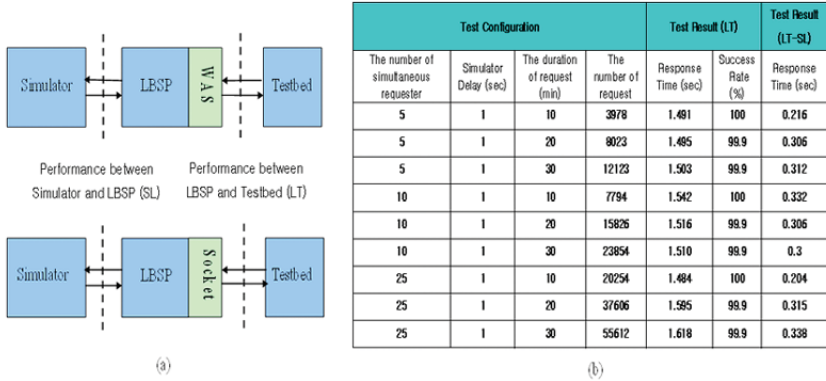 Simulator
LBSP
WAS
Testbed
Performance between
Simulator and LBSP (SL)
Performance between
LBSP and Testbed (LT)
Simulator
LBSP
Socket
Testbed
(a)
Test Configuration
Test Result (LT)
Test Result
(LT-SL)
The number of
simultaneous
requester
Simulator
Delay (sec)
The duration
of request
(min)
The
number of
request
Response
Time (sec)
Success
Rate
(%)
Response
Time (sec)
5 1 10 3978 1.491 100 0.216
5 1 20 8023 1.495 99.9 0.306
5 1 30 12123 1.503 99.9 0.312
10 1 10 7794 1.542 100 0.332
10 1 20 15826 1.516 99.9 0.306
10 1 30 23854 1.510 99.9 0.3
25 1 10 20254 1.484 100 0.204
25 1 20 37606 1.595 99.9 0.315
25 1 30 55612 1.618 99.9 0.338
(b)